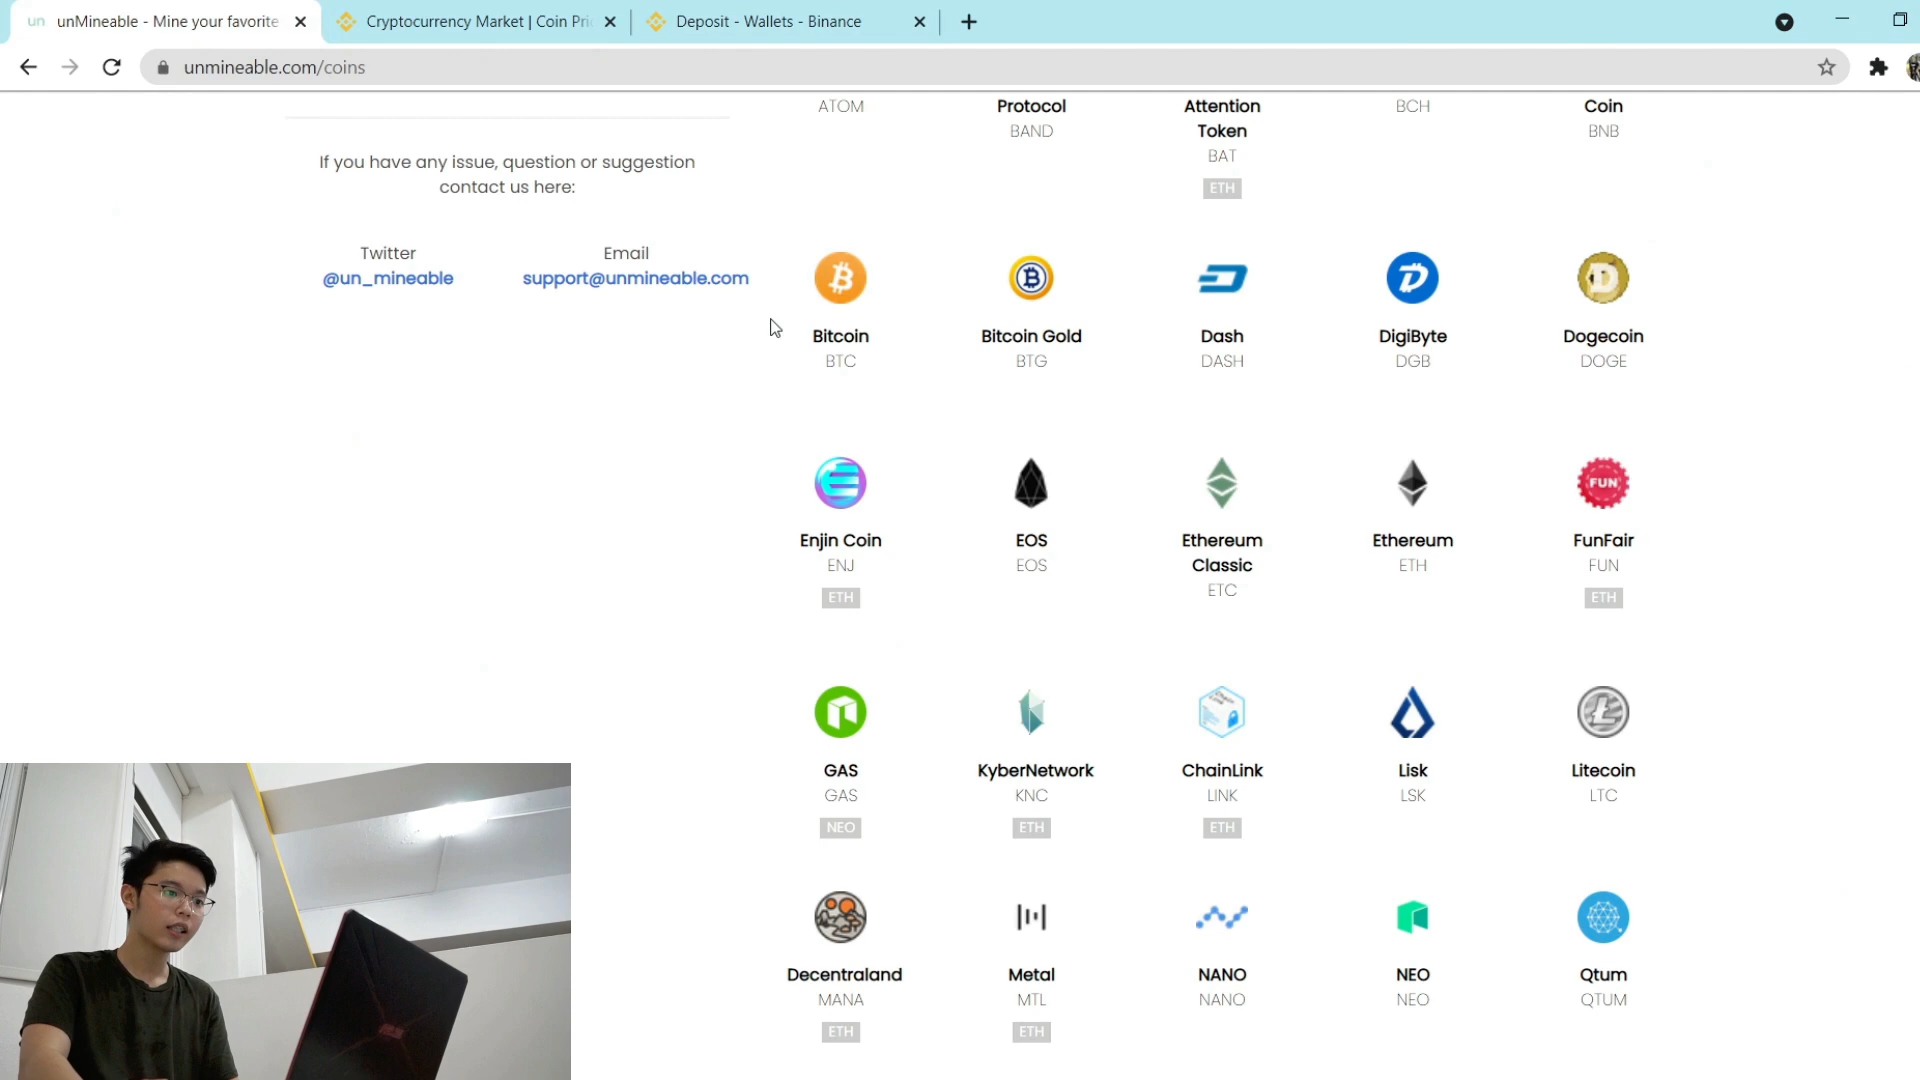 un unMineable - Mine your favorite
Cryptocurrency Market | Coin Pric
Deposit - Wallets - Binance
unmineable.com/coins
ATOM
Protocol
BAND
Attention
Token
BAT
ETH
BCH
Coin
BNB
If you have any issue, question or suggestion
contact us here:
Twitter
@un_mineable
Email
support@unmineable.com
Bitcoin
BTC
Bitcoin Gold
BTG
Dash
DASH
DigiByte
DGB
Dogecoin
DOGE
Enjin Coin
ENJ
ETH
EOS
EOS
Ethereum
Classic
ETC
Ethereum
ETH
FUN
FunFair
FUN
ETH
GAS
GAS
NEO
KyberNetwork
KNC
ETH
ChainLink
LINK
ETH
Lisk
LSK
Litecoin
LTC
Decentraland
MANA
ETH
Metal
MTL
ETH
NANO
NANO
NEO
NEO
Qtum
QTUM